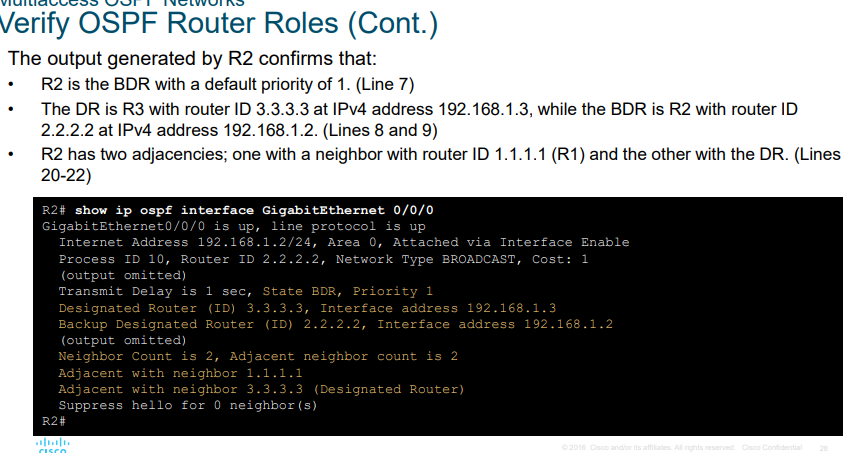 Multiaccess OSPF Networks
Verify OSPF Router Roles (Cont.)
The output generated by R2 confirms that:
• R2 is the BDR with a default priority of 1. (Line 7)
• The DR is R3 with router ID 3.3.3.3 at IPv4 address 192.168.1.3, while the BDR is R2 with router ID
2.2.2.2 at IPv4 address 192.168.1.2. (Lines 8 and 9)
• R2 has two adjacencies; one with a neighbor with router ID 1.1.1.1 (R1) and the other with the DR. (Lines
20-22)
R2# show ip ospf interface GigabitEthernet 0/0/0
GigabitEthernet0/0/0 is up, line protocol is up
Internet Address 192.168.1.2/24, Area 0, Attached via Interface Enable
Process ID 10, Router ID 2.2.2.2, Network Type BROADCAST, Cost: 1
(output omitted)
Transmit Delay is 1 sec, State BDR, Priority 1
Designated Router (ID) 3.3.3.3, Interface address 192.168.1.3
Backup Designated Router (ID) 2.2.2.2, Interface address 192.168.1.2
(output omitted)
Neighbor Count is 2, Adjacent neighbor count is 2
Adjacent with neighbor 1.1.1.1
Adjacent with neighbor 3.3.3.3 (Designated Router)
Suppress hello for 0 neighbor(s)
R2#
CISCO
© 2016 Cisco and/or its affiliates. All rights reserved. Cisco Confidential 28